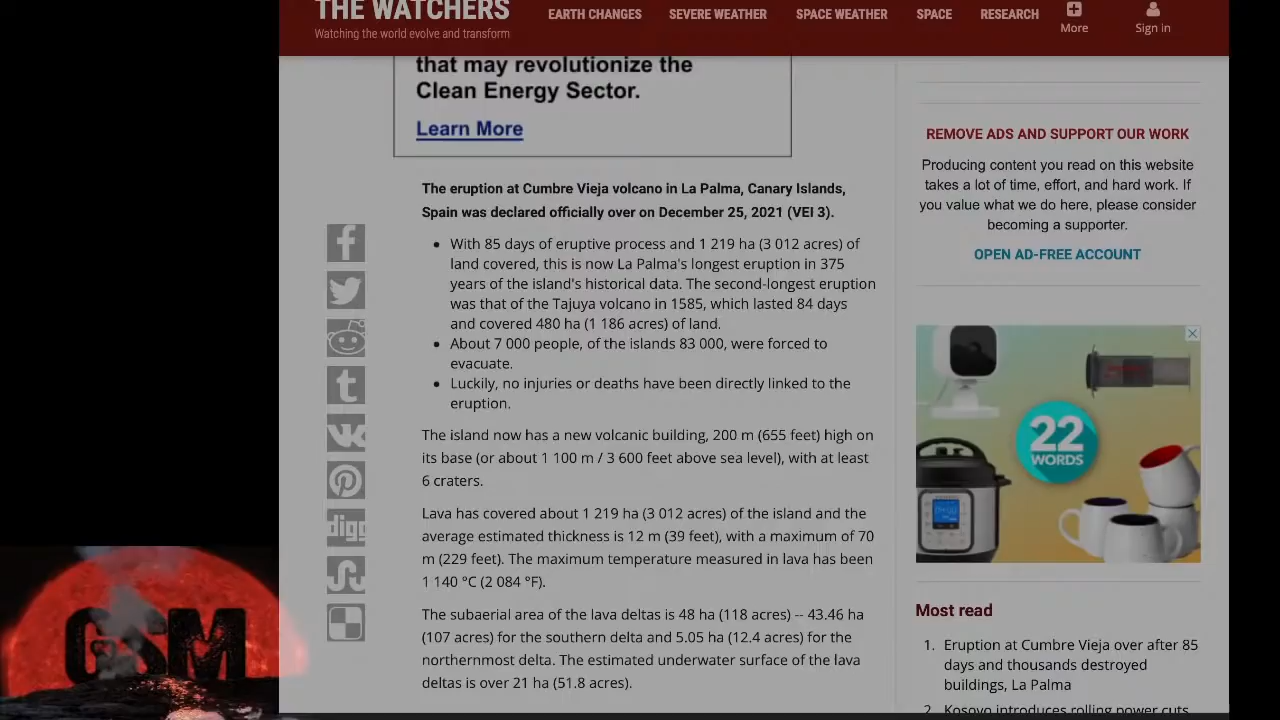 THE WATCHERS
Watching the world evolve and transform
EARTH CHANGES
SEVERE WEATHER
SPACE WEATHER
SPACE
RESEARCH
More
Sign in
that may revolutionize the
Clean Energy Sector.
Learn More
The eruption at Cumbre Vieja volcano in La Palma, Canary Islands,
Spain was declared officially over on December 25, 2021 (VEI 3).
• With 85 days of eruptive process and 1 219 ha (3 012 acres) of
land covered, this is now La Palma's longest eruption in 375
years of the island's historical data. The second-longest eruption
was that of the Tajuya volcano in 1585, which lasted 84 days
and covered 480 ha (1 186 acres) of land.
• About 7 000 people, of the islands 83 000, were forced to
evacuate.
• Luckily, no injuries or deaths have been directly linked to the
eruption.
The island now has a new volcanic building, 200 m (655 feet) high on
its base (or about 1 100 m / 3 600 feet above sea level), with at least
6 craters.
Lava has covered about 1 219 ha (3 012 acres) of the island and the
average estimated thickness is 12 m (39 feet), with a maximum of 70
m (229 feet). The maximum temperature measured in lava has been
1 140 °C (2 084 °F).
The subaerial area of the lava deltas is 48 ha (118 acres) -- 43.46 ha
(107 acres) for the southern delta and 5.05 ha (12.4 acres) for the
northernmost delta. The estimated underwater surface of the lava
deltas is over 21 ha (51.8 acres).
digg
GSM
REMOVE ADS AND SUPPORT OUR WORK
Producing content you read on this website
takes a lot of time, effort, and hard work. If
you value what we do here, please consider
becoming a supporter.
OPEN AD-FREE ACCOUNT
22
WORDS
Most read
1. Eruption at Cumbre Vieja over after 85
days and thousands destroyed
buildings, La Palma
2. Kosovo introduces rolling power cuts